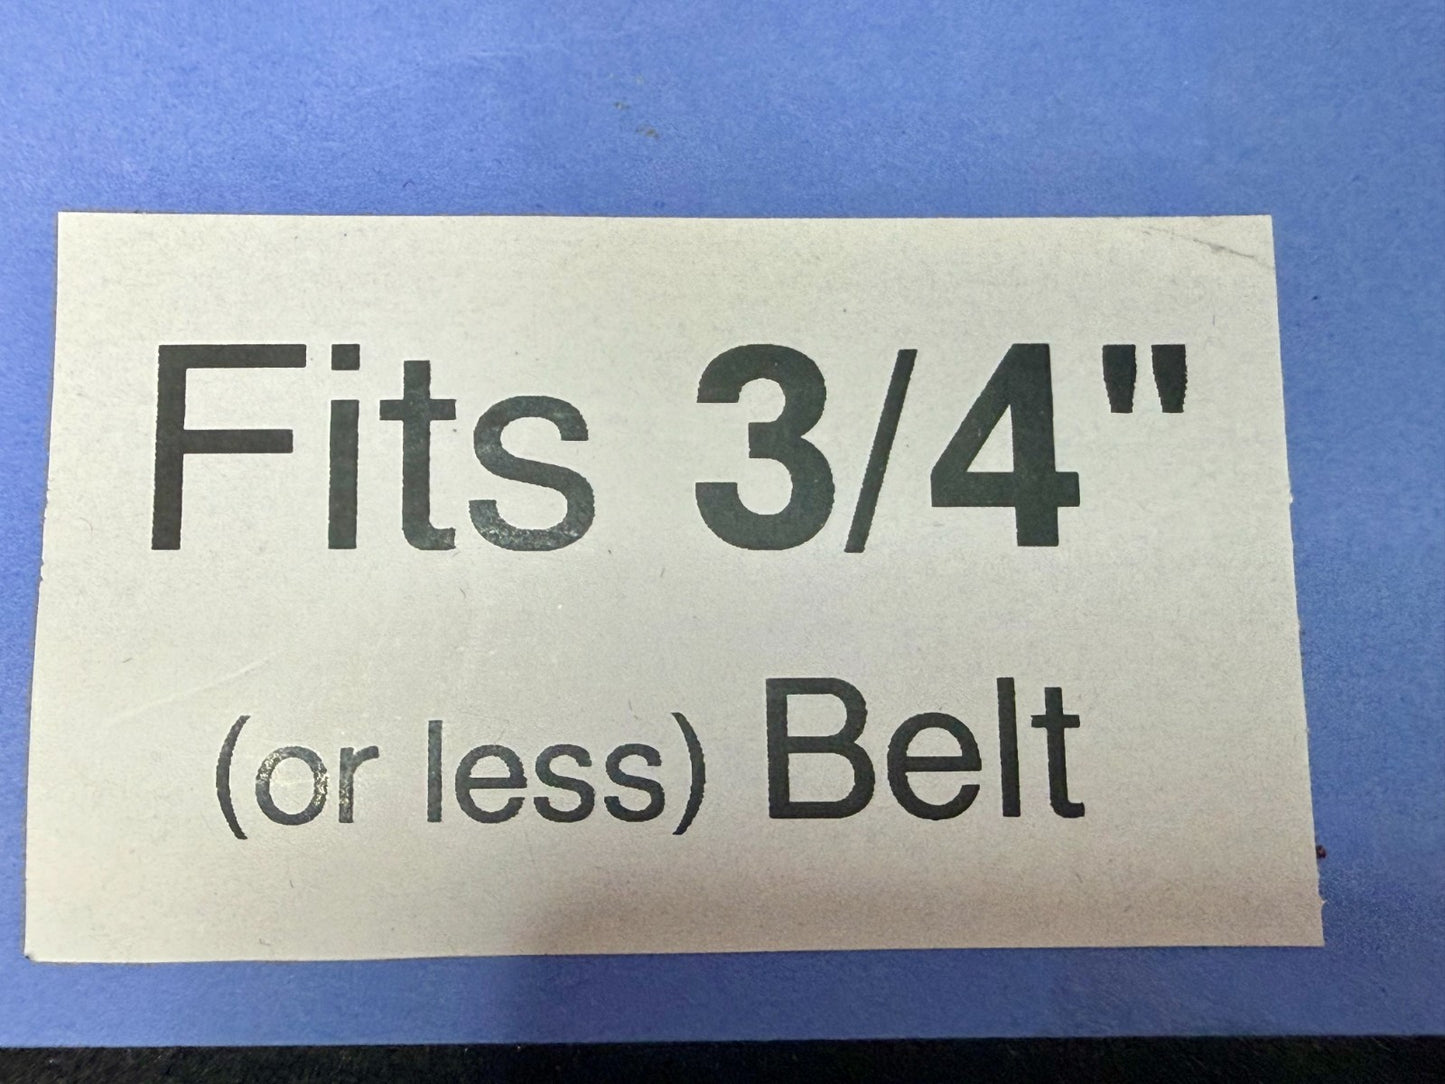 Fits 3/4"
(or less) Belt